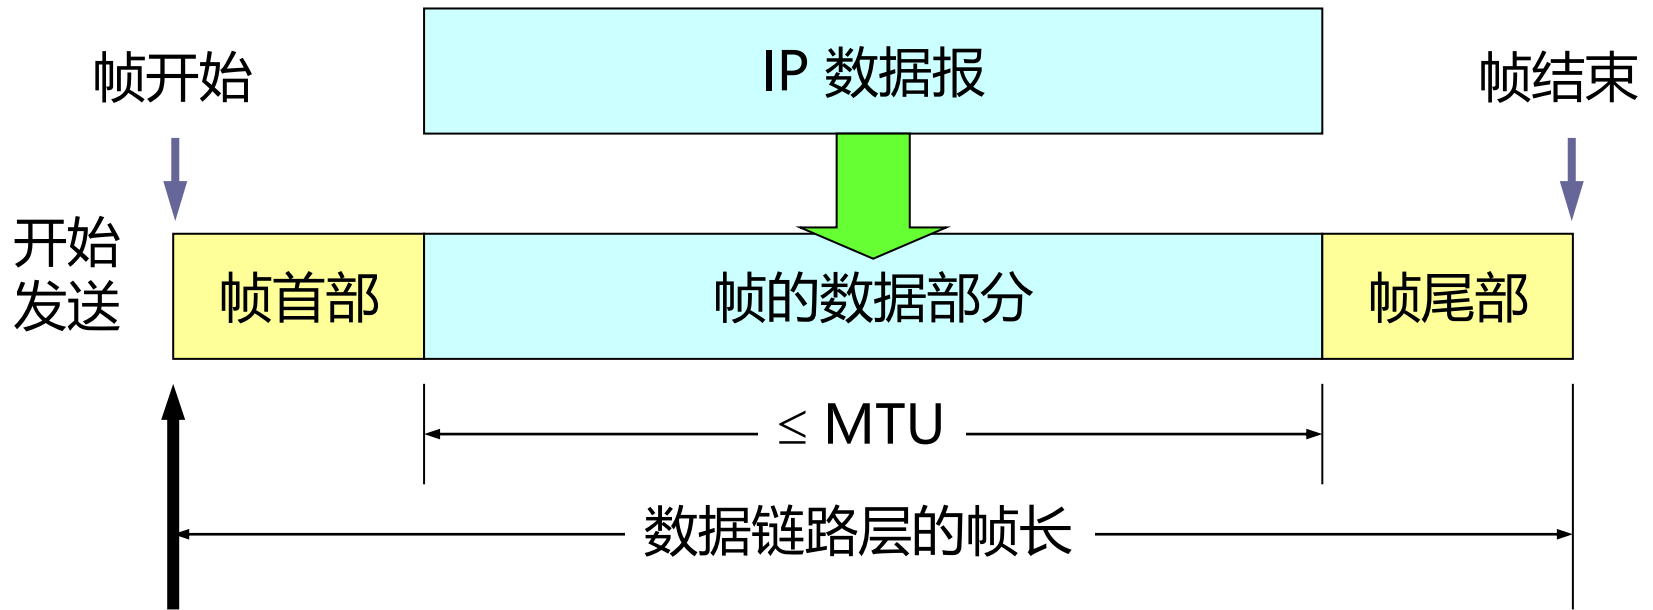 IP 数据报
帧开始
帧结束
开始
发送
帧首部
帧的数据部分
帧尾部
≤ MTU
数据链路层的帧长